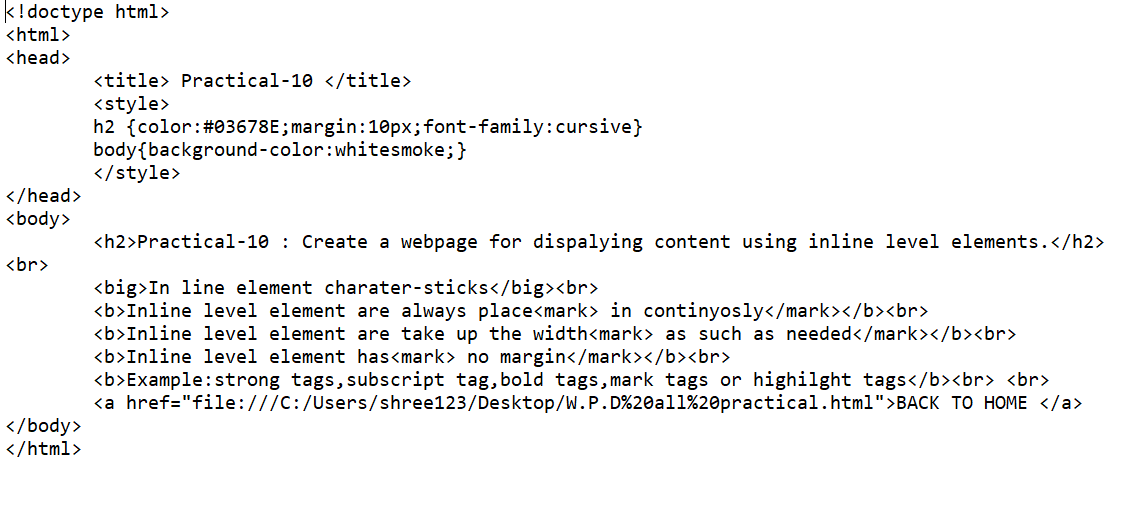 <!doctype html>
<html>
<head>
<title> Practical-10 </title>
<style>
h2 {color:#03678E;margin:10px;font-family:cursive}
body{background-color:whitesmoke;}
</style>
</head>
<body>
<h2>Practical-10 : Create a webpage for dispalying content using inline level elements.</h2>
<br>
<big>In line element charater-sticks</big><br>
<b>Inline level element are always place<mark> in continyosly</mark></b><br>
<b>Inline level element are take up the width<mark> as such as needed</mark></b><br>
<b>Inline level element has<mark> no margin</mark></b><br>
<b>Example:strong tags,subscript tag,bold tags,mark tags or highilght tags</b><br> <br>
<a href="file:///C:/Users/shree123/Desktop/W.P.D%20all%20practical.html">BACK TO HOME </a>
</body>
</html>